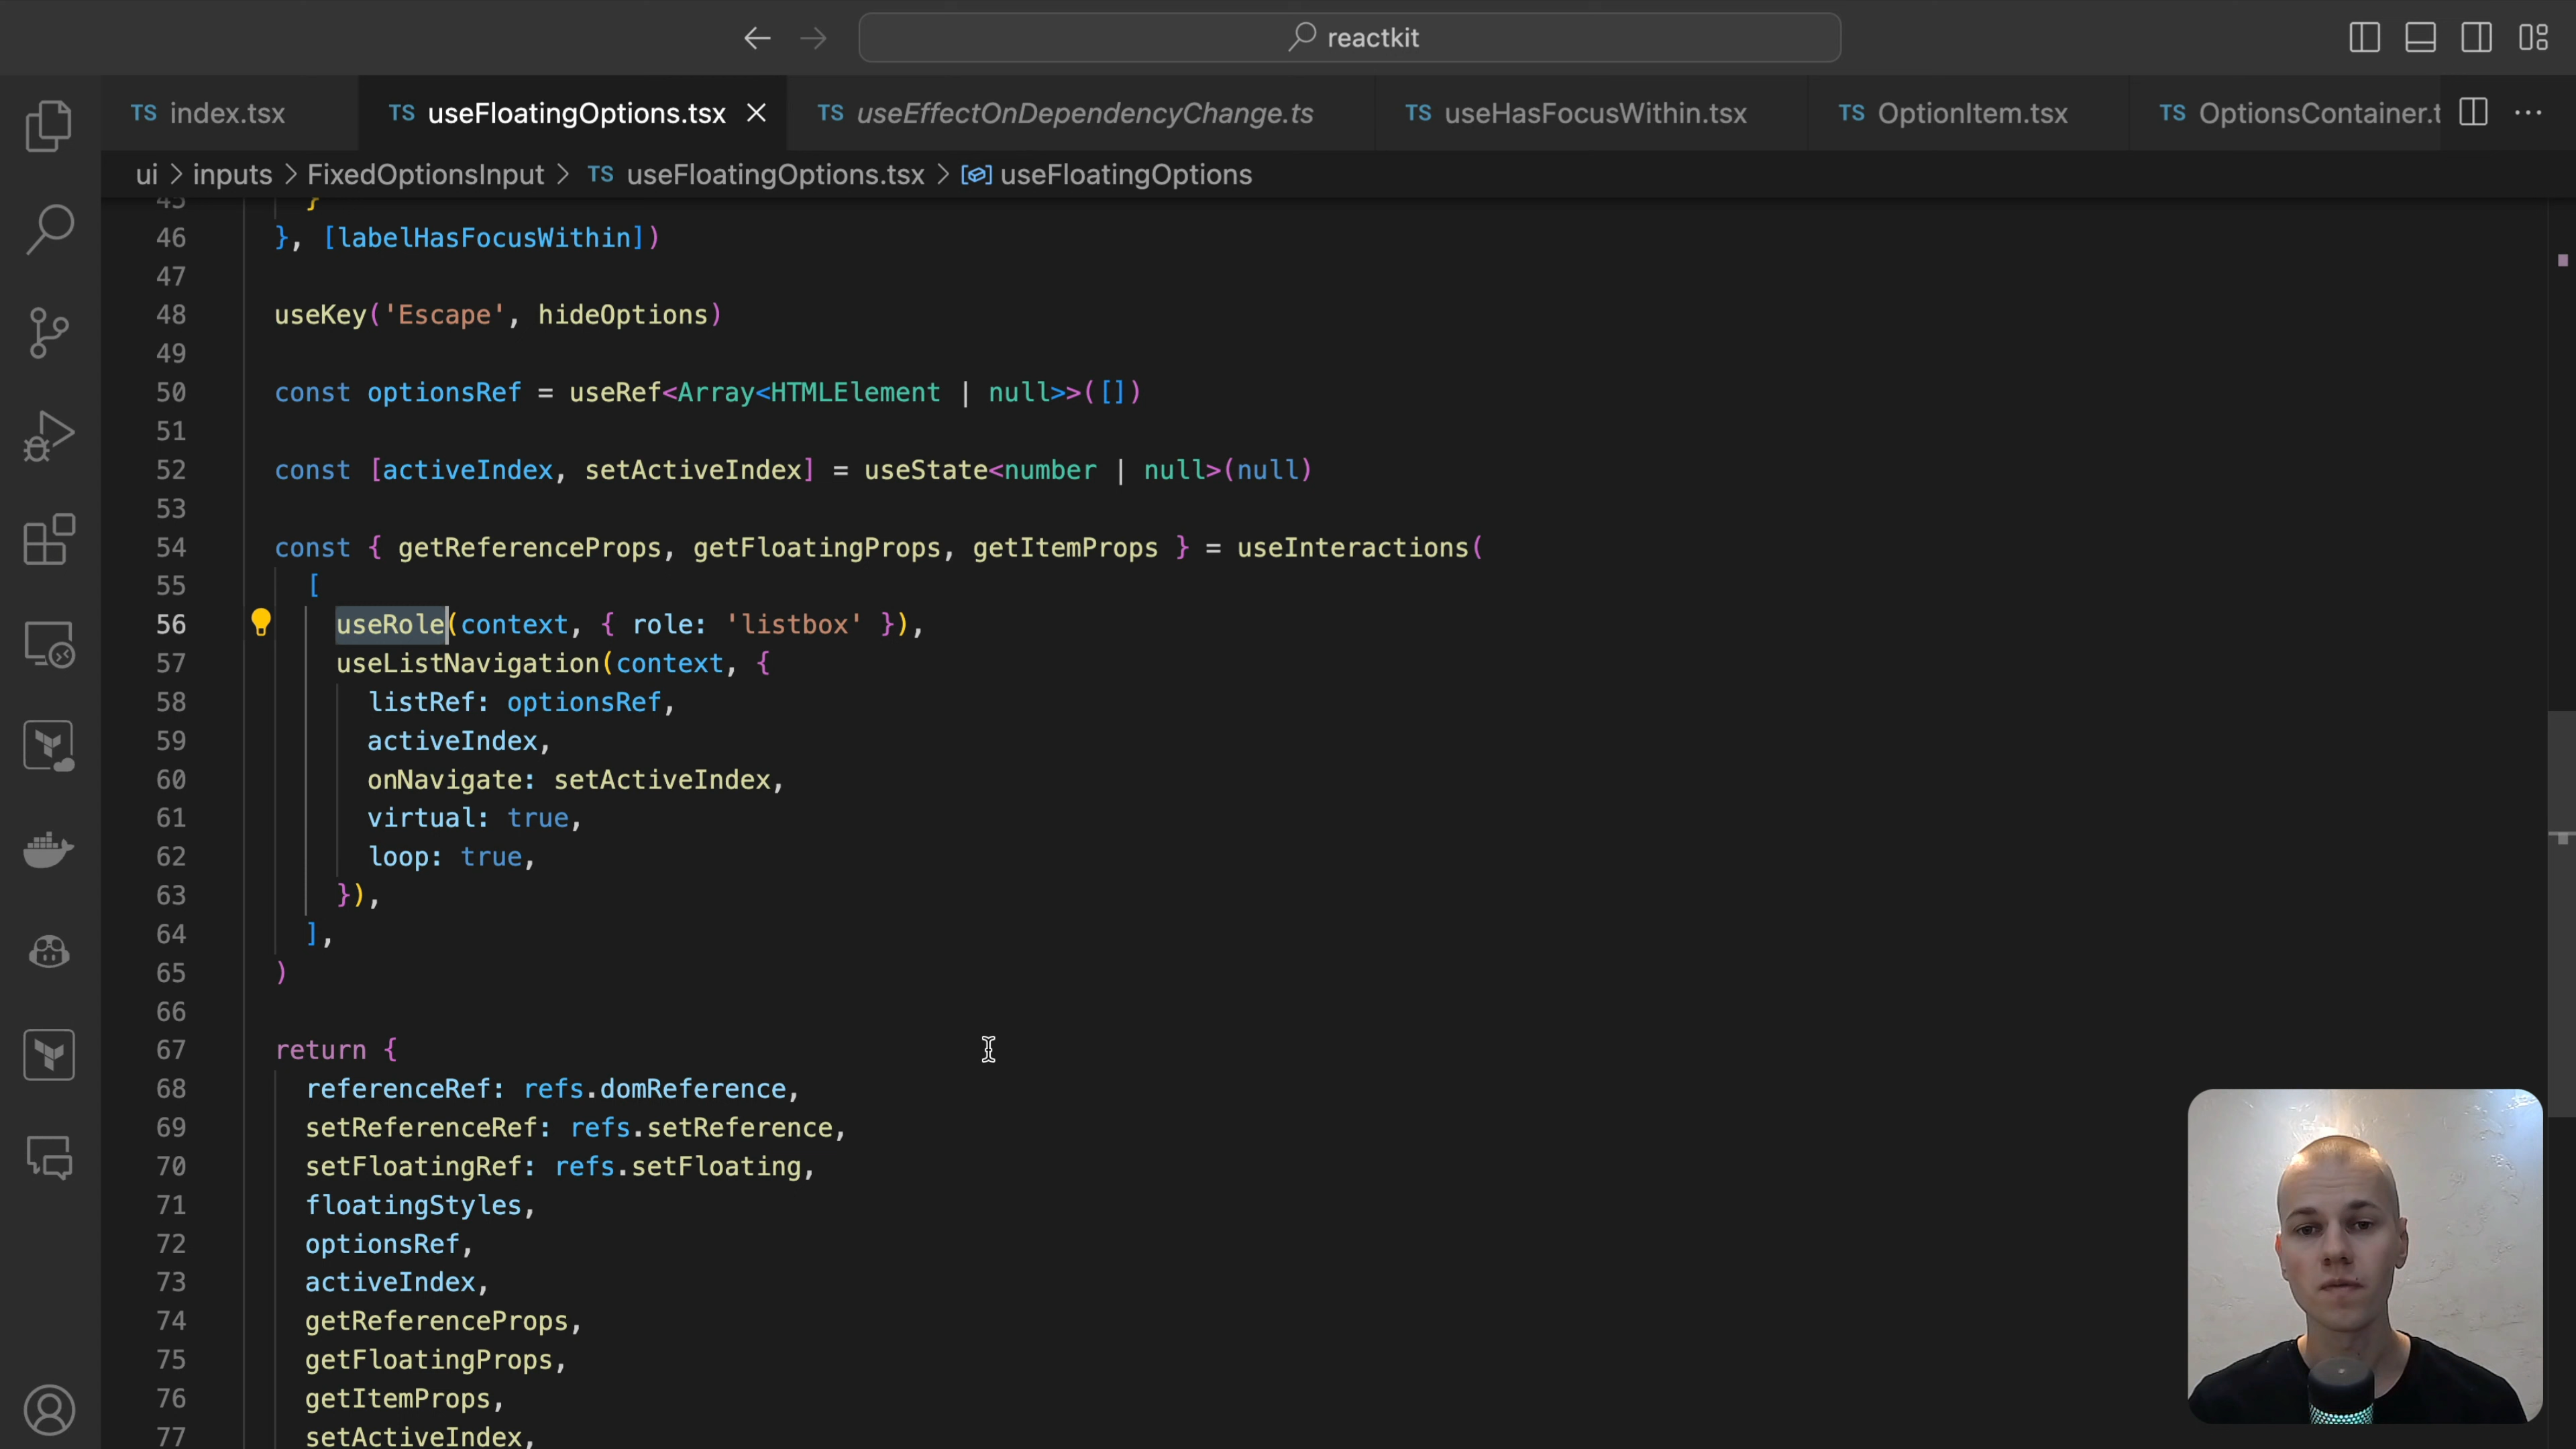 reactkit
TS index.tsx
TS useFloatingOptions.tsx
TS useEffectOnDependencyChange.ts
TS useHasFocusWithin.tsx
TS OptionItem.tsx
TS OptionsContainer.t
ui > inputs > FixedOptionsInput > TS useFloatingOptions.tsx > useFloatingOptions
45 }
46 }, [labelHasFocusWithin])
47
48 useKey('Escape', hideOptions)
49
50 const optionsRef = useRef<Array<HTMLElement | null>>([])
51
52 const [activeIndex, setActiveIndex] = useState<number | null>(null)
53
54 const { getReferenceProps, getFloatingProps, getItemProps } = useInteractions(
55 [
56 useRole(context, { role: 'listbox' }),
57 useListNavigation(context, {
58 listRef: optionsRef,
59 activeIndex,
60 onNavigate: setActiveIndex,
61 virtual: true,
62 loop: true,
63 }),
64 ],
65 )
66
67 return {
68 referenceRef: refs.domReference,
69 setReferenceRef: refs.setReference,
70 setFloatingRef: refs.setFloating,
71 floatingStyles,
72 optionsRef,
73 activeIndex,
74 getReferenceProps,
75 getFloatingProps,
76 getItemProps,
77 setActiveIndex,